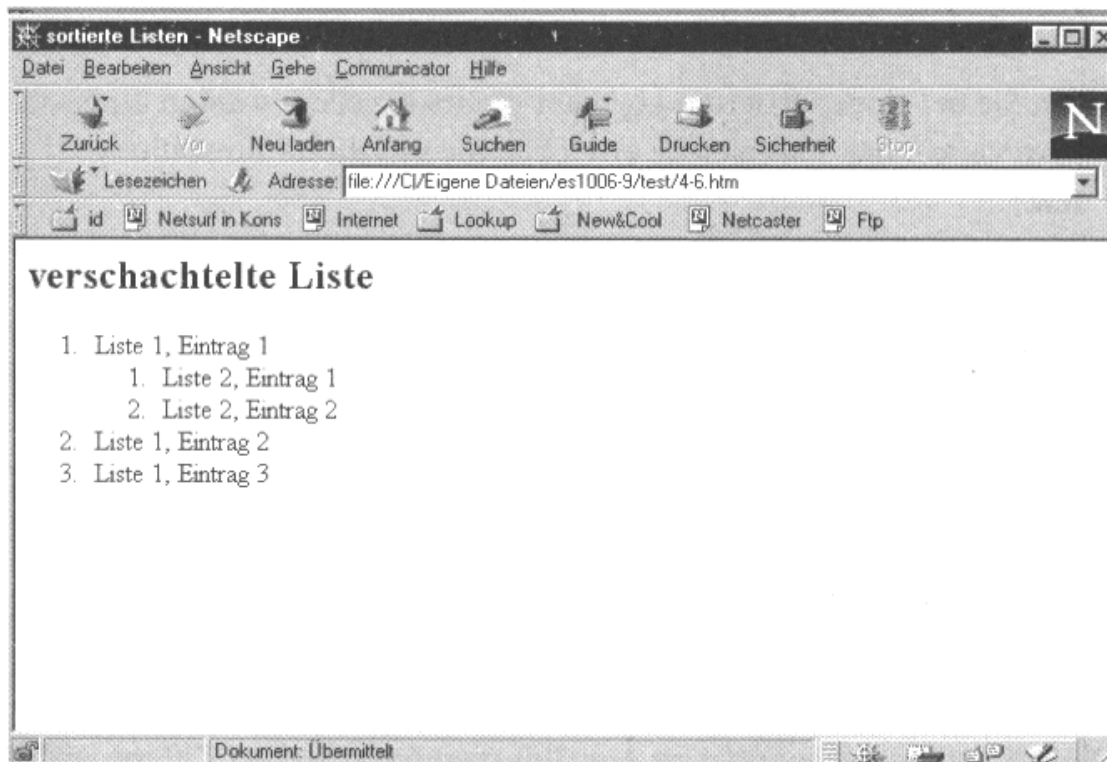 sortierte Listen - Netscape
Datei Bearbeiten Ansicht Gehe Communicator Hilfe
Zurück Vor Neu laden Anfang Suchen Guide Drucken Sicherheit Stop
N
Lesezeichen Adresse: file:///C|/Eigene Dateien/es1006-9/test/4-6.htm
id Netsurf in Kons Internet Lookup New&Cool Netcaster Ftp
verschachtelte Liste
1. Liste 1, Eintrag 1
1. Liste 2, Eintrag 1
2. Liste 2, Eintrag 2
2. Liste 1, Eintrag 2
3. Liste 1, Eintrag 3
Dokument: Übermittelt